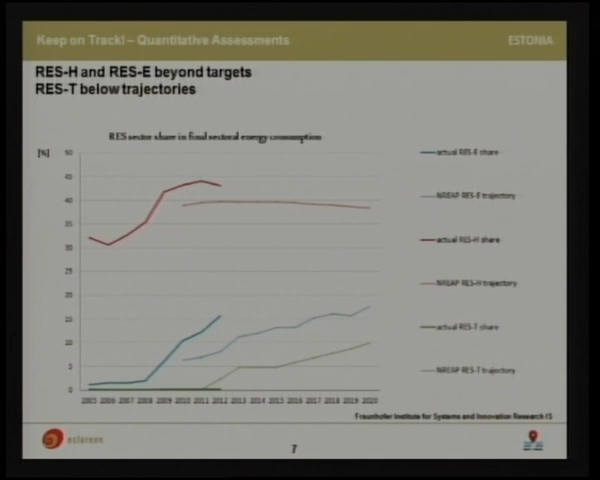 Keep on Track! – Quantitative Assessments
ESTONIA
RES-H and RES-E beyond targets
RES-T below trajectories
RES sector share in final sectoral energy consumption
[%]
50
45
40
35
30
25
20
15
10
5
0
2005 2006 2007 2008 2009 2010 2011 2012 2013 2014 2015 2016 2017 2018 2019 2020
actual RES-E share
NREAP RES-E trajectory
actual RES-H share
NREAP RES-H trajectory
actual RES-T share
NREAP RES-T trajectory
Fraunhofer Institute for Systems and Innovation Research IS
eclareon
7